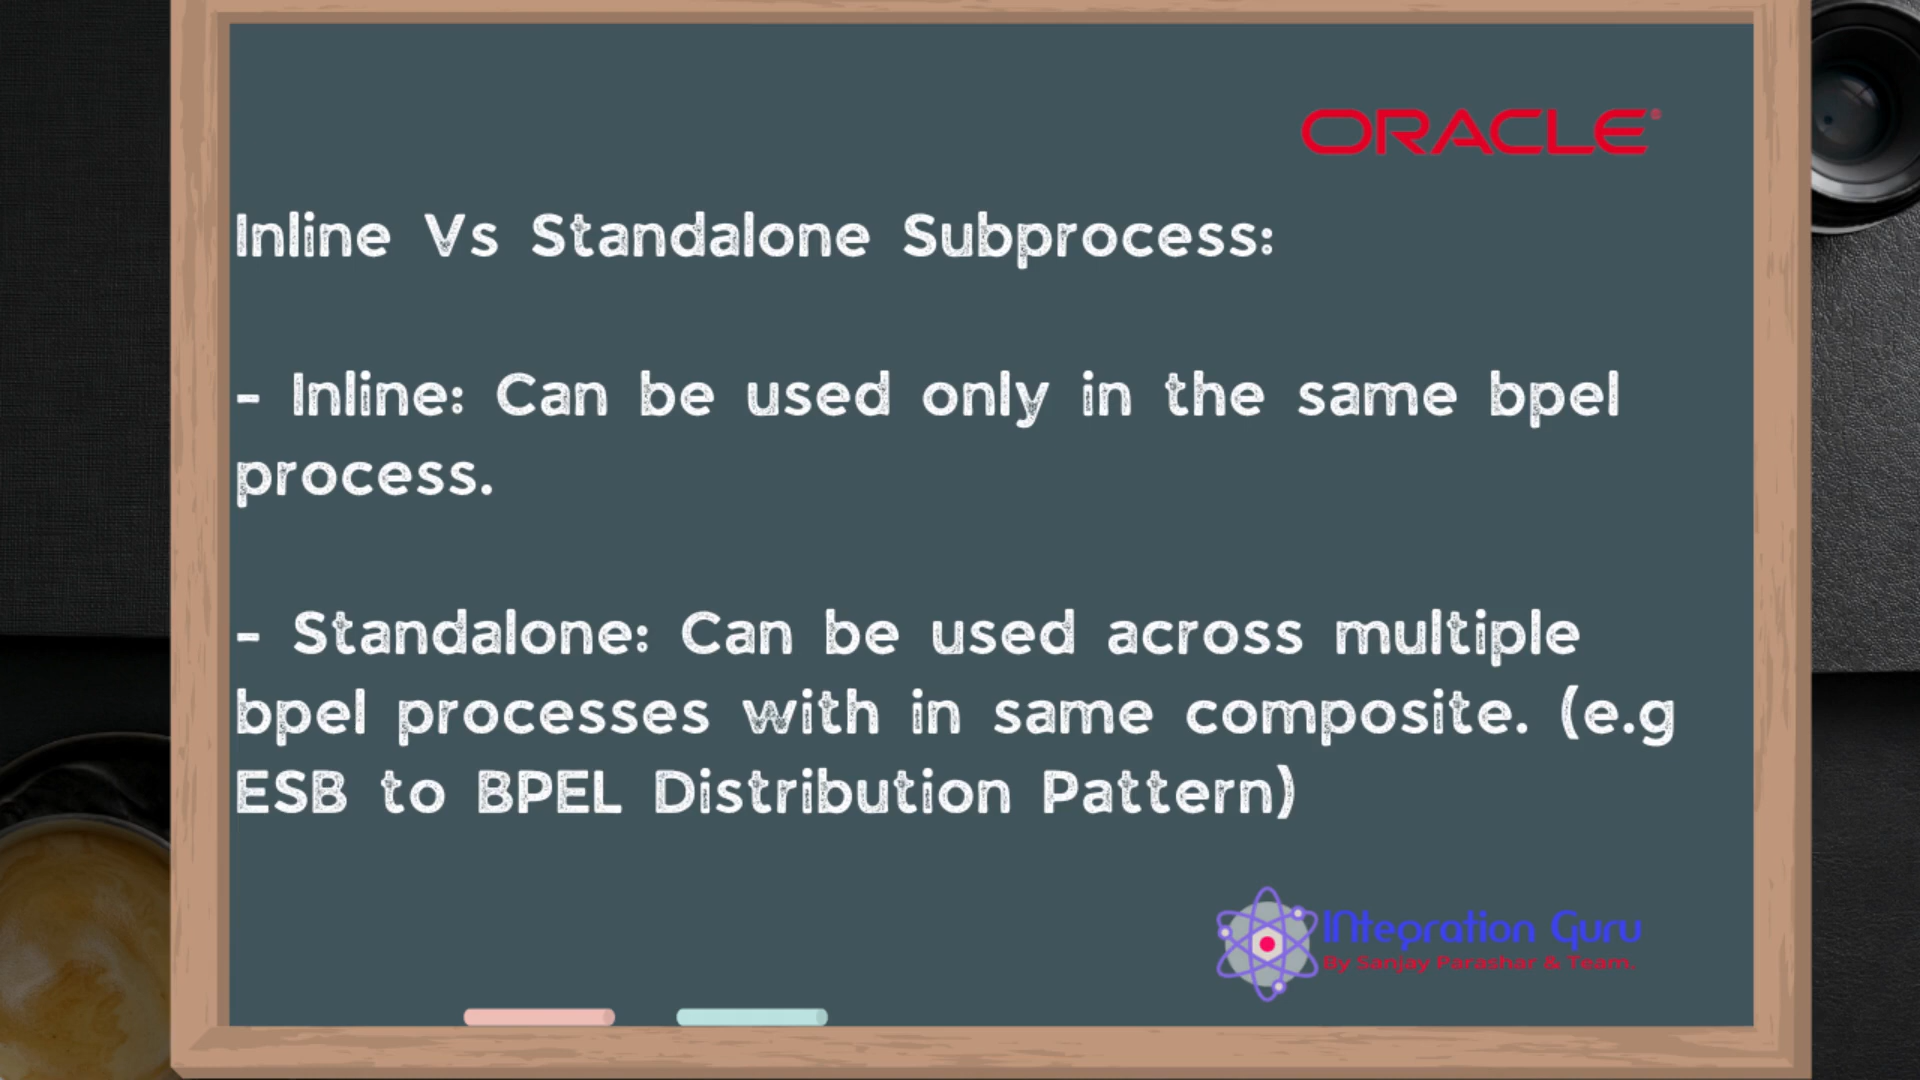 ORACLE®
Inline Vs Standalone Subprocess:
- Inline: Can be used only in the same bpel
process.
- Standalone: Can be used across multiple
bpel processes with in same composite. (e.g
ESB to BPEL Distribution Pattern)
INtegration Guru
By Sanjay Parashar & Team.